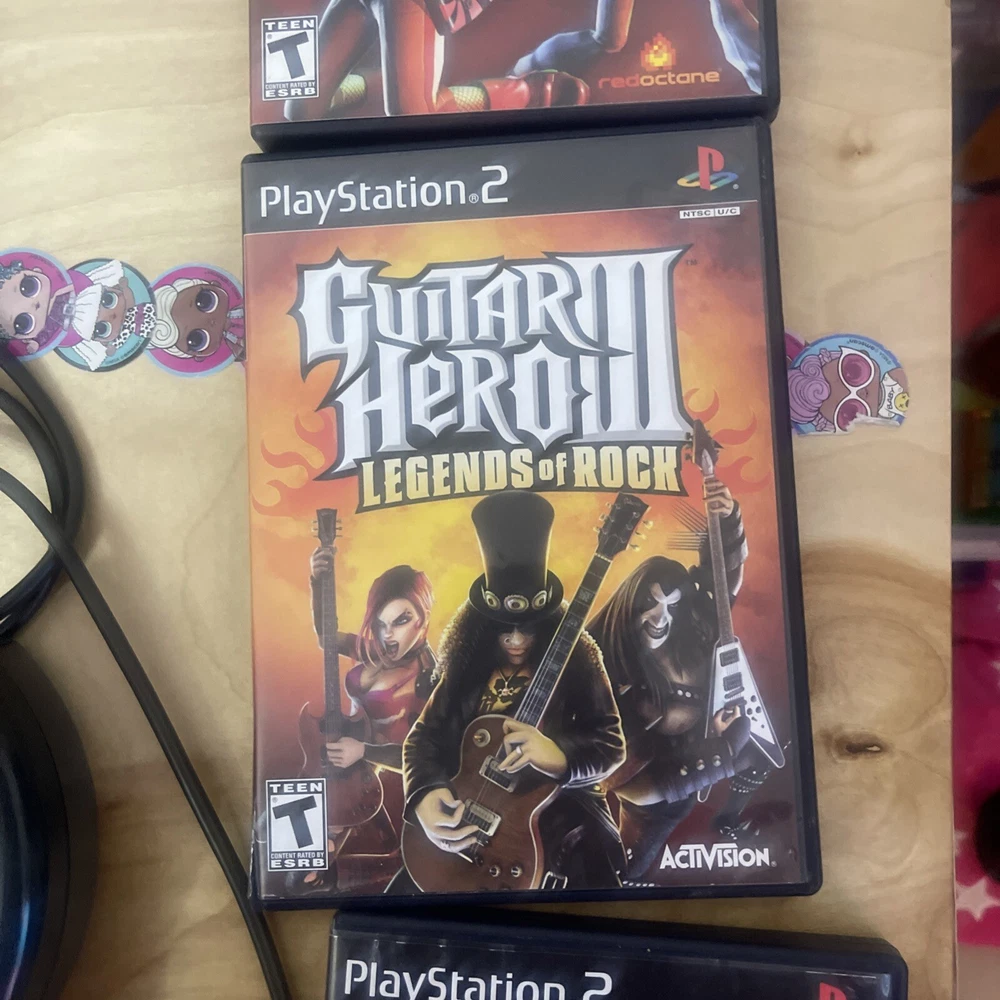 TEEN
T
CONTENT RATED BY
ESRB
redoctane
PlayStation®2
NTSC U/C
GUITAR
HERO III
™
LEGENDS OF ROCK
TEEN
T
CONTENT RATED BY
ESRB
ACTIVISION®
PlayStation 2